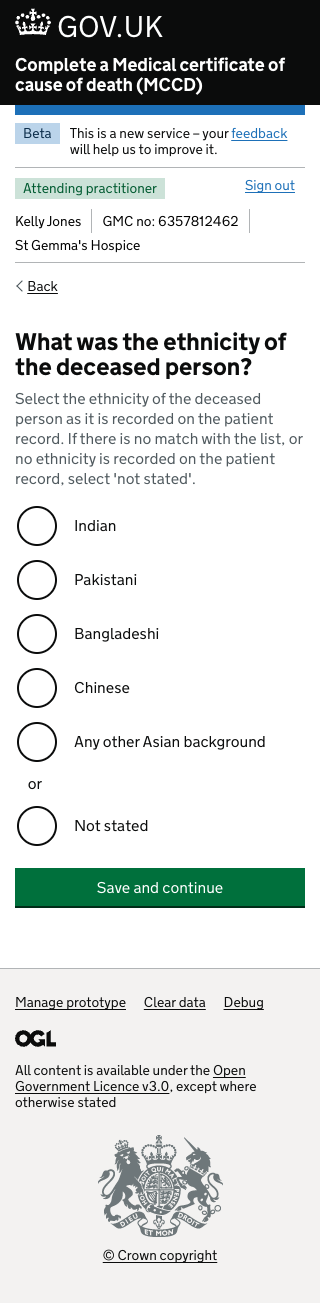 GOV.UK
Complete a Medical certificate of
cause of death (MCCD)
Beta This is a new service – your feedback
will help us to improve it.
Attending practitioner Sign out
Kelly Jones GMC no: 6357812462
St Gemma's Hospice
Back
What was the ethnicity of
the deceased person?
Select the ethnicity of the deceased
person as it is recorded on the patient
record. If there is no match with the list, or
no ethnicity is recorded on the patient
record, select 'not stated'.
Indian
Pakistani
Bangladeshi
Chinese
Any other Asian background
or
Not stated
Save and continue
Manage prototype Clear data Debug
OGL
All content is available under the Open
Government Licence v3.0, except where
otherwise stated
DIEU ET MON DROIT
© Crown copyright